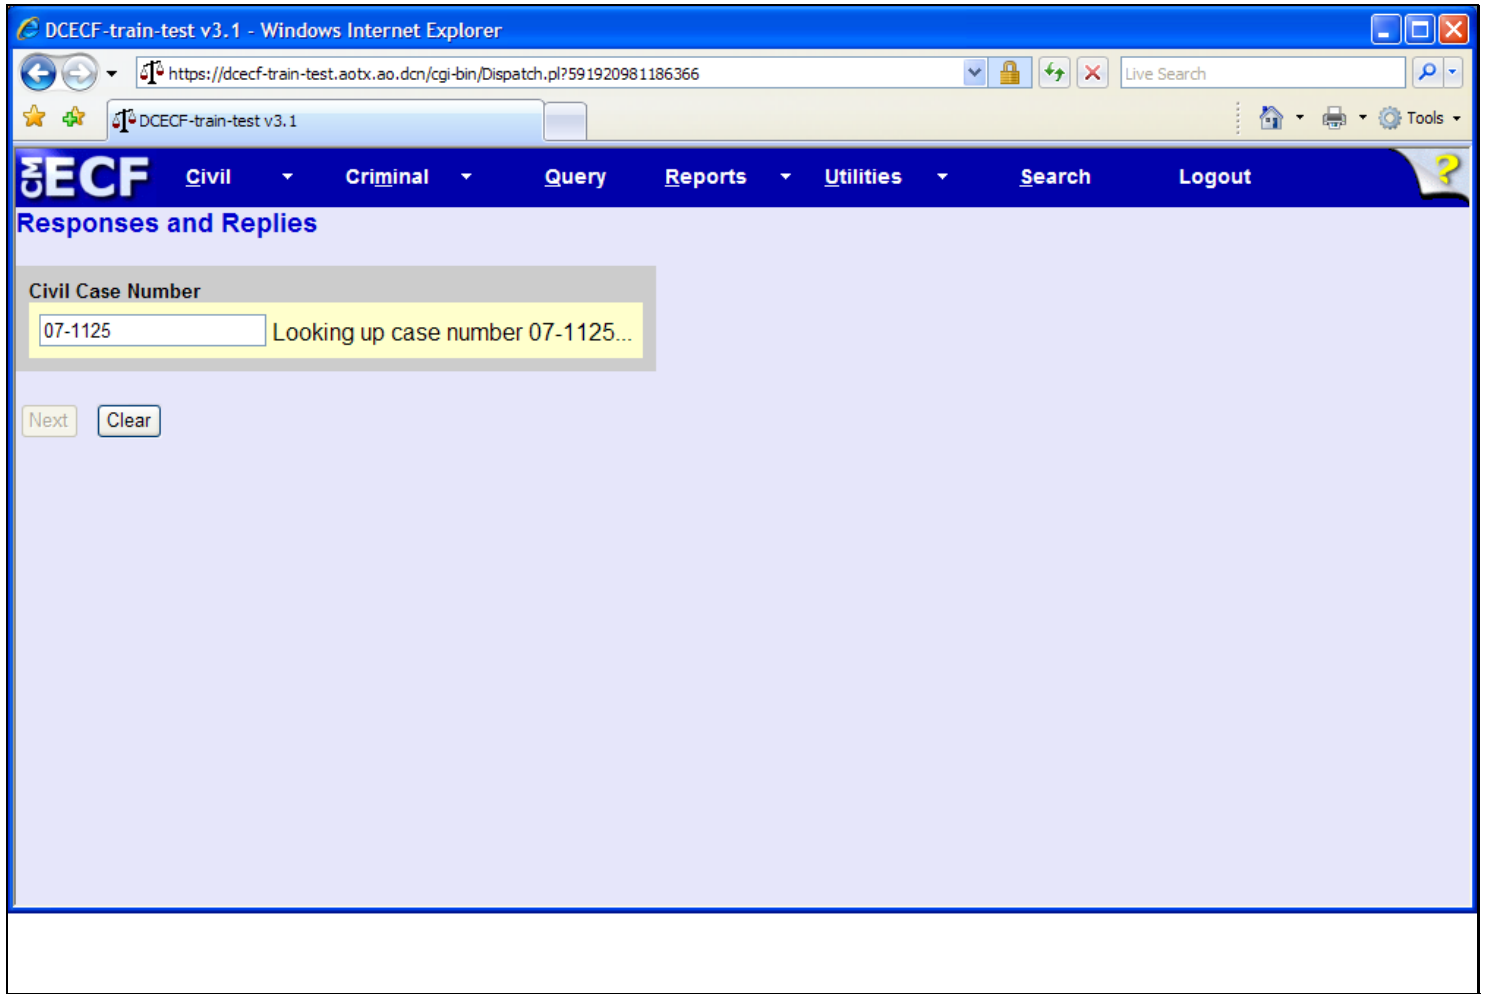 DCECF-train-test v3.1 - Windows Internet Explorer
https://dcecf-train-test.aotx.ao.dcn/cgi-bin/Dispatch.pl?591920981186366
Live Search
DCECF-train-test v3.1
Tools
CM ECF Civil Criminal Query Reports Utilities Search Logout ?
Responses and Replies
Civil Case Number
07-1125 Looking up case number 07-1125...
Next Clear